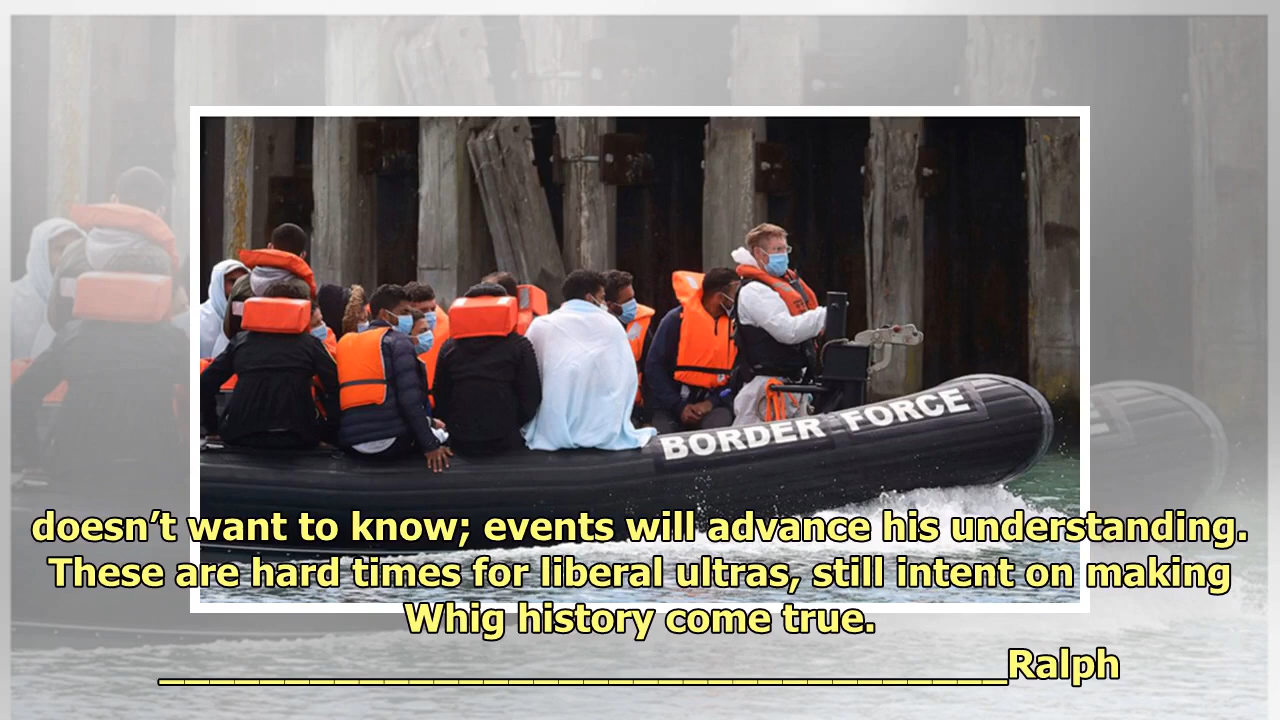 BORDER FORCE
doesn’t want to know; events will advance his understanding.
These are hard times for liberal ultras, still intent on making
Whig history come true.
___________________________________Ralph